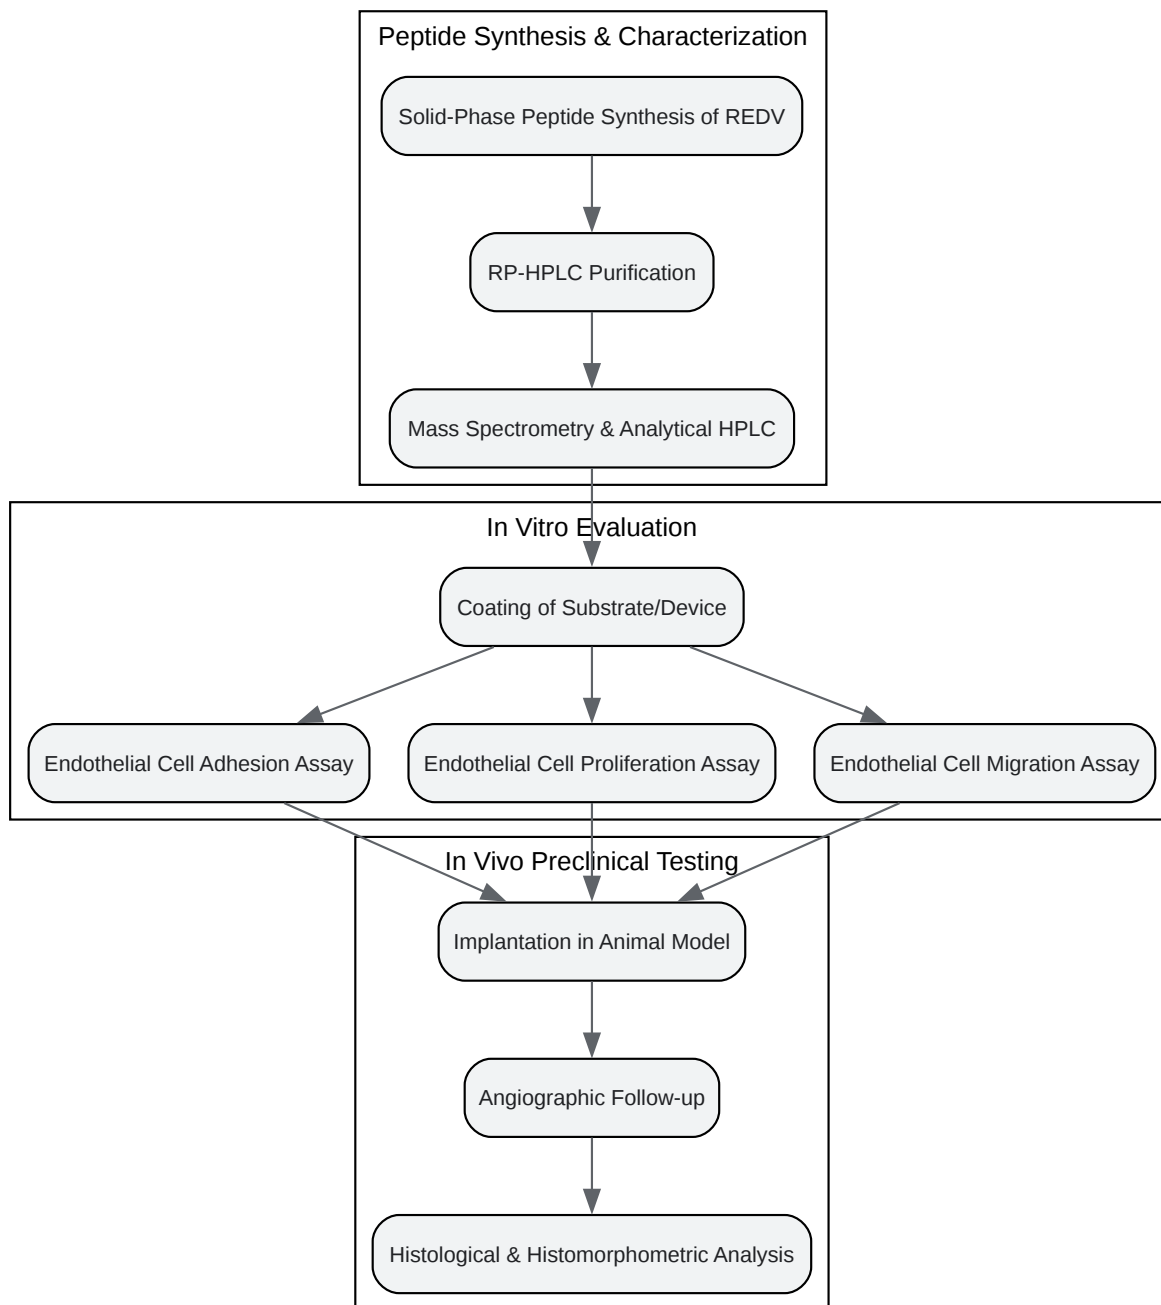 Peptide Synthesis & Characterization
Solid-Phase Peptide Synthesis of REDV
RP-HPLC Purification
Mass Spectrometry & Analytical HPLC
In Vitro Evaluation
Coating of Substrate/Device
Endothelial Cell Adhesion Assay
Endothelial Cell Proliferation Assay
Endothelial Cell Migration Assay
In Vivo Preclinical Testing
Implantation in Animal Model
Angiographic Follow-up
Histological & Histomorphometric Analysis